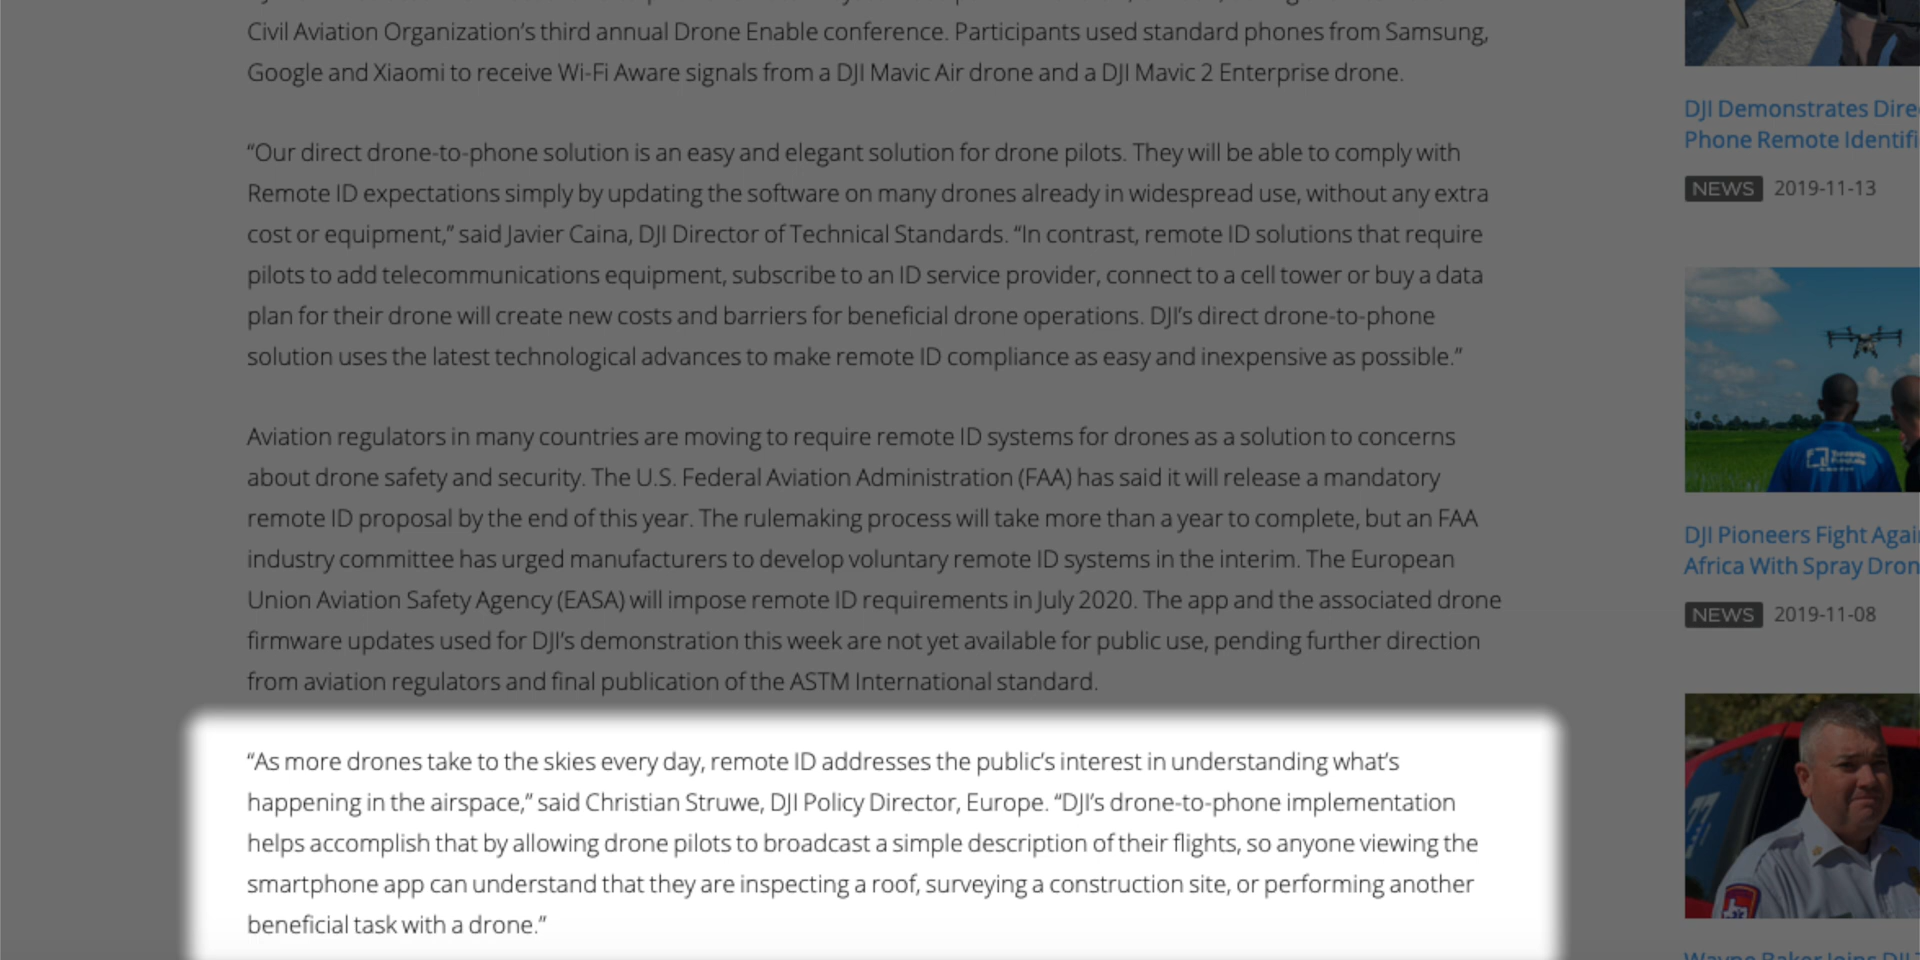 Civil Aviation Organization’s third annual Drone Enable conference. Participants used standard phones from Samsung,
Google and Xiaomi to receive Wi-Fi Aware signals from a DJI Mavic Air drone and a DJI Mavic 2 Enterprise drone.
“Our direct drone-to-phone solution is an easy and elegant solution for drone pilots. They will be able to comply with
Remote ID expectations simply by updating the software on many drones already in widespread use, without any extra
cost or equipment,” said Javier Caina, DJI Director of Technical Standards. “In contrast, remote ID solutions that require
pilots to add telecommunications equipment, subscribe to an ID service provider, connect to a cell tower or buy a data
plan for their drone will create new costs and barriers for beneficial drone operations. DJI’s direct drone-to-phone
solution uses the latest technological advances to make remote ID compliance as easy and inexpensive as possible.”
Aviation regulators in many countries are moving to require remote ID systems for drones as a solution to concerns
about drone safety and security. The U.S. Federal Aviation Administration (FAA) has said it will release a mandatory
remote ID proposal by the end of this year. The rulemaking process will take more than a year to complete, but an FAA
industry committee has urged manufacturers to develop voluntary remote ID systems in the interim. The European
Union Aviation Safety Agency (EASA) will impose remote ID requirements in July 2020. The app and the associated drone
firmware updates used for DJI’s demonstration this week are not yet available for public use, pending further direction
from aviation regulators and final publication of the ASTM International standard.
“As more drones take to the skies every day, remote ID addresses the public’s interest in understanding what’s
happening in the airspace,” said Christian Struwe, DJI Policy Director, Europe. “DJI’s drone-to-phone implementation
helps accomplish that by allowing drone pilots to broadcast a simple description of their flights, so anyone viewing the
smartphone app can understand that they are inspecting a roof, surveying a construction site, or performing another
beneficial task with a drone.”
DJI Demonstrates Dire
Phone Remote Identifi
NEWS 2019-11-13
DJI Pioneers Fight Agai
Africa With Spray Dron
NEWS 2019-11-08
Wayne Baker Joins DJI